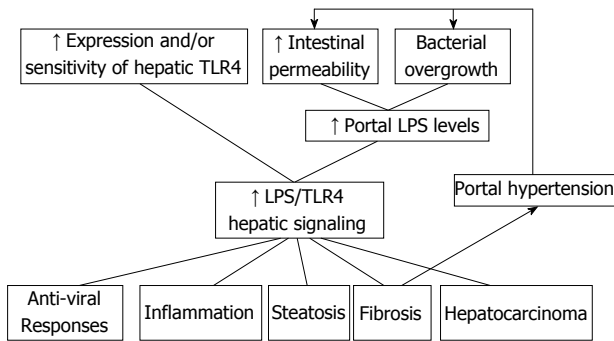 ↑ Expression and/or
sensitivity of hepatic TLR4
↑ Intestinal
permeability
Bacterial
overgrowth
↑ Portal LPS levels
↑ LPS/TLR4
hepatic signaling
Portal hypertension
Anti-viral
Responses
Inflammation
Steatosis
Fibrosis
Hepatocarcinoma